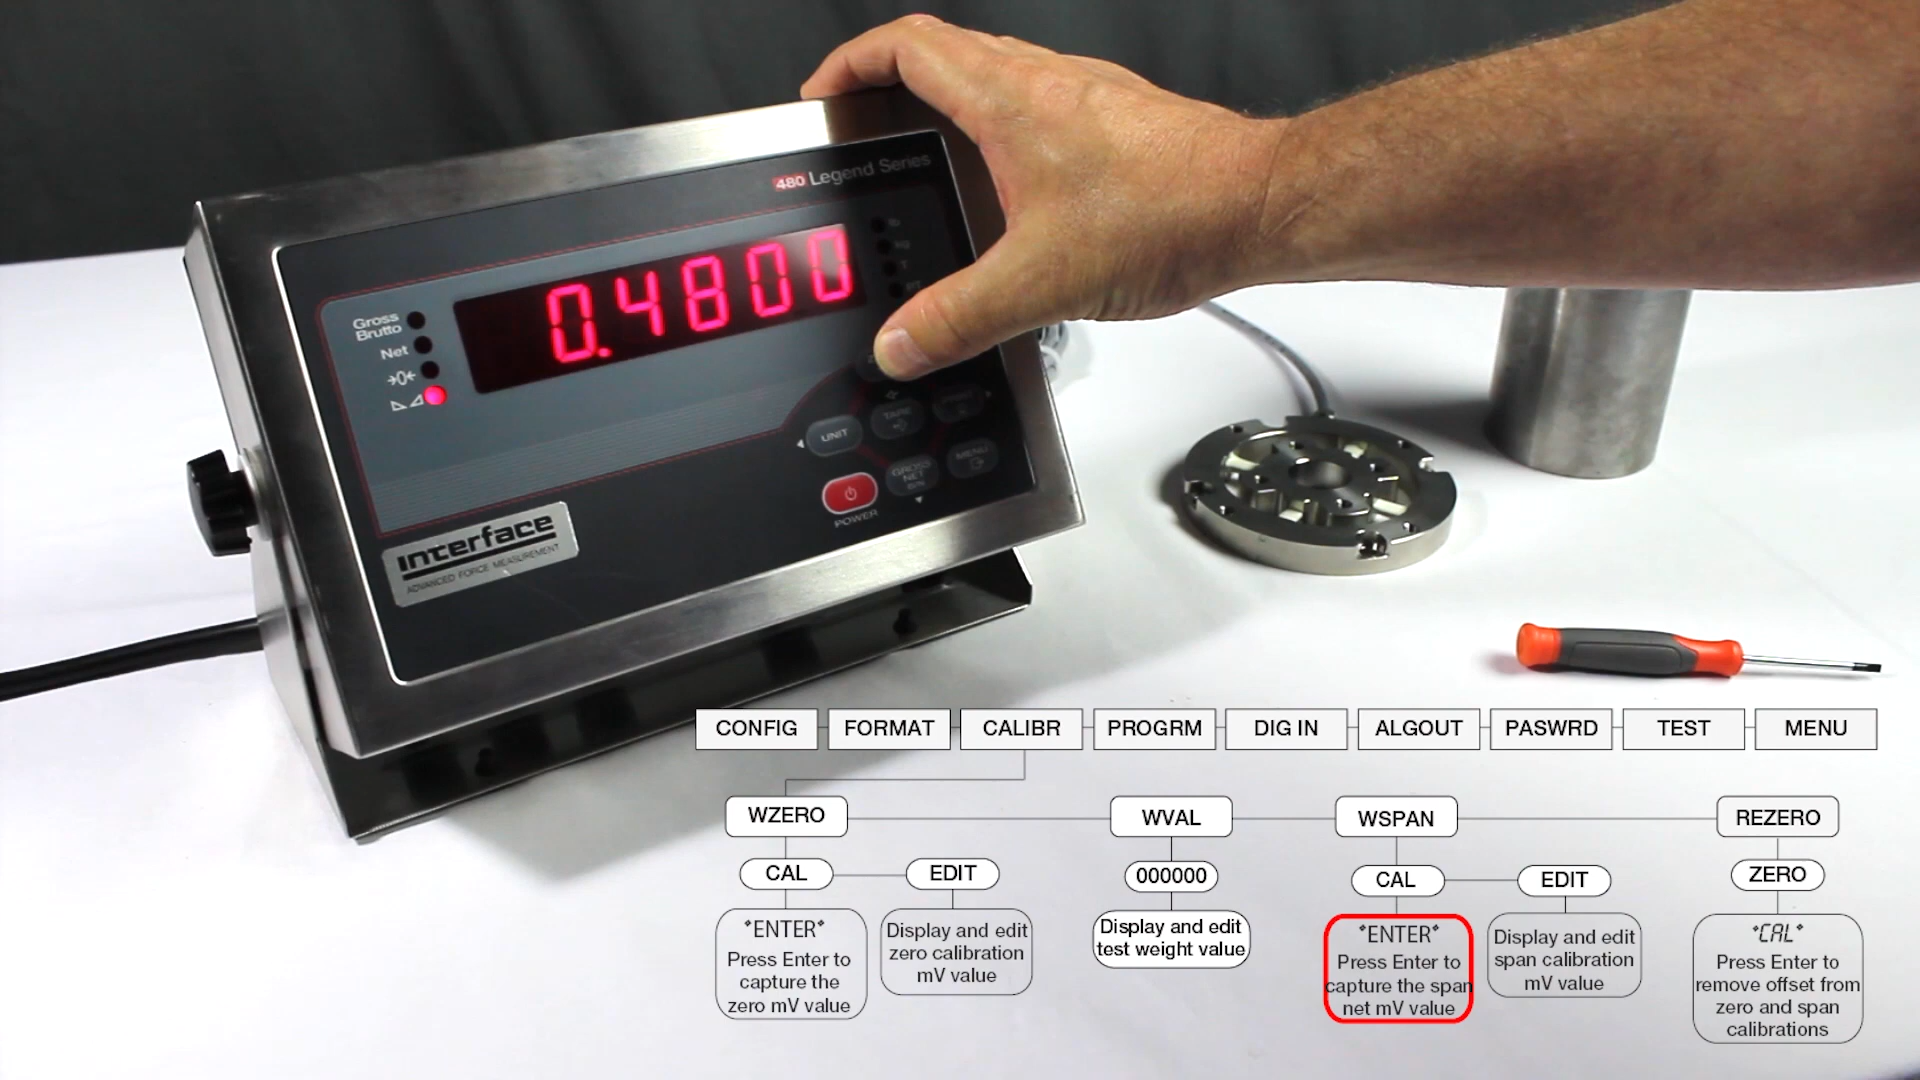 480 Legend Series
0.4800
Gross
Brutto
Net
→0←
UNIT
TARE
GROSS
NET
MENU
POWER
Interface
ADVANCED FORCE MEASUREMENT
CONFIG
FORMAT
CALIBR
PROGRM
DIG IN
ALGOUT
PASWRD
TEST
MENU
WZERO
WVAL
WSPAN
REZERO
CAL
EDIT
000000
CAL
EDIT
ZERO
*ENTER*
Press Enter to
capture the
zero mV value
Display and edit
zero calibration
mV value
Display and edit
test weight value
*ENTER*
Press Enter to
capture the span
net mV value
Display and edit
span calibration
mV value
*CAL*
Press Enter to
remove offset from
zero and span
calibrations